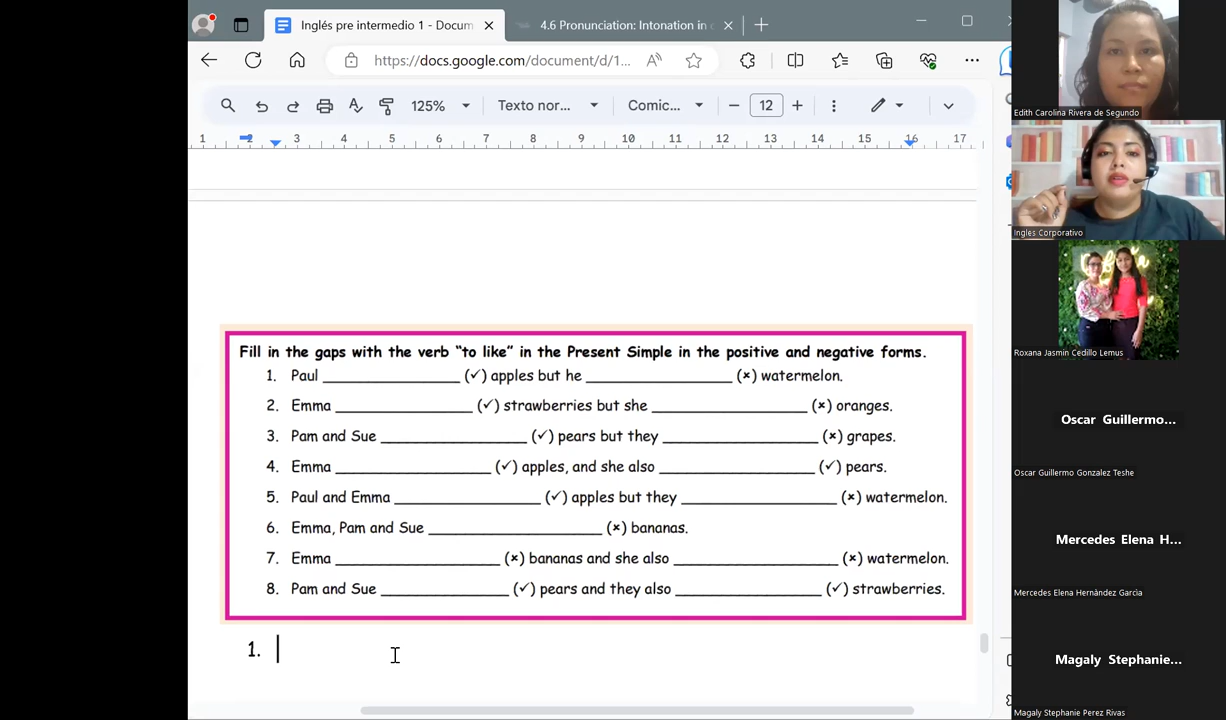 Inglés pre intermedio 1 - Docum
4.6 Pronunciation: Intonation in
https://docs.google.com/document/d/1...
125%
Texto nor...
Comic...
12
1 2 3 4 5 6 7 8 9 10 11 12 13 14 15 16 17
Fill in the gaps with the verb “to like” in the Present Simple in the positive and negative forms.
1. Paul ________________ (✓) apples but he _________________ (×) watermelon.
2. Emma ________________ (✓) strawberries but she __________________ (×) oranges.
3. Pam and Sue _________________ (✓) pears but they __________________ (×) grapes.
4. Emma __________________ (✓) apples, and she also __________________ (✓) pears.
5. Paul and Emma _________________ (✓) apples but they __________________ (×) watermelon.
6. Emma, Pam and Sue ____________________ (×) bananas.
7. Emma ___________________ (×) bananas and she also ___________________ (×) watermelon.
8. Pam and Sue _______________ (✓) pears and they also _________________ (✓) strawberries.
1.
Edith Carolina Rivera de Segundo
Ingles Corporativo
Roxana Jasmin Cedillo Lemus
Oscar Guillermo...
Oscar Guillermo Gonzalez Teshe
Mercedes Elena H...
Mercedes Elena Hernández García
Magaly Stephanie...
Magaly Stephanie Perez Rivas